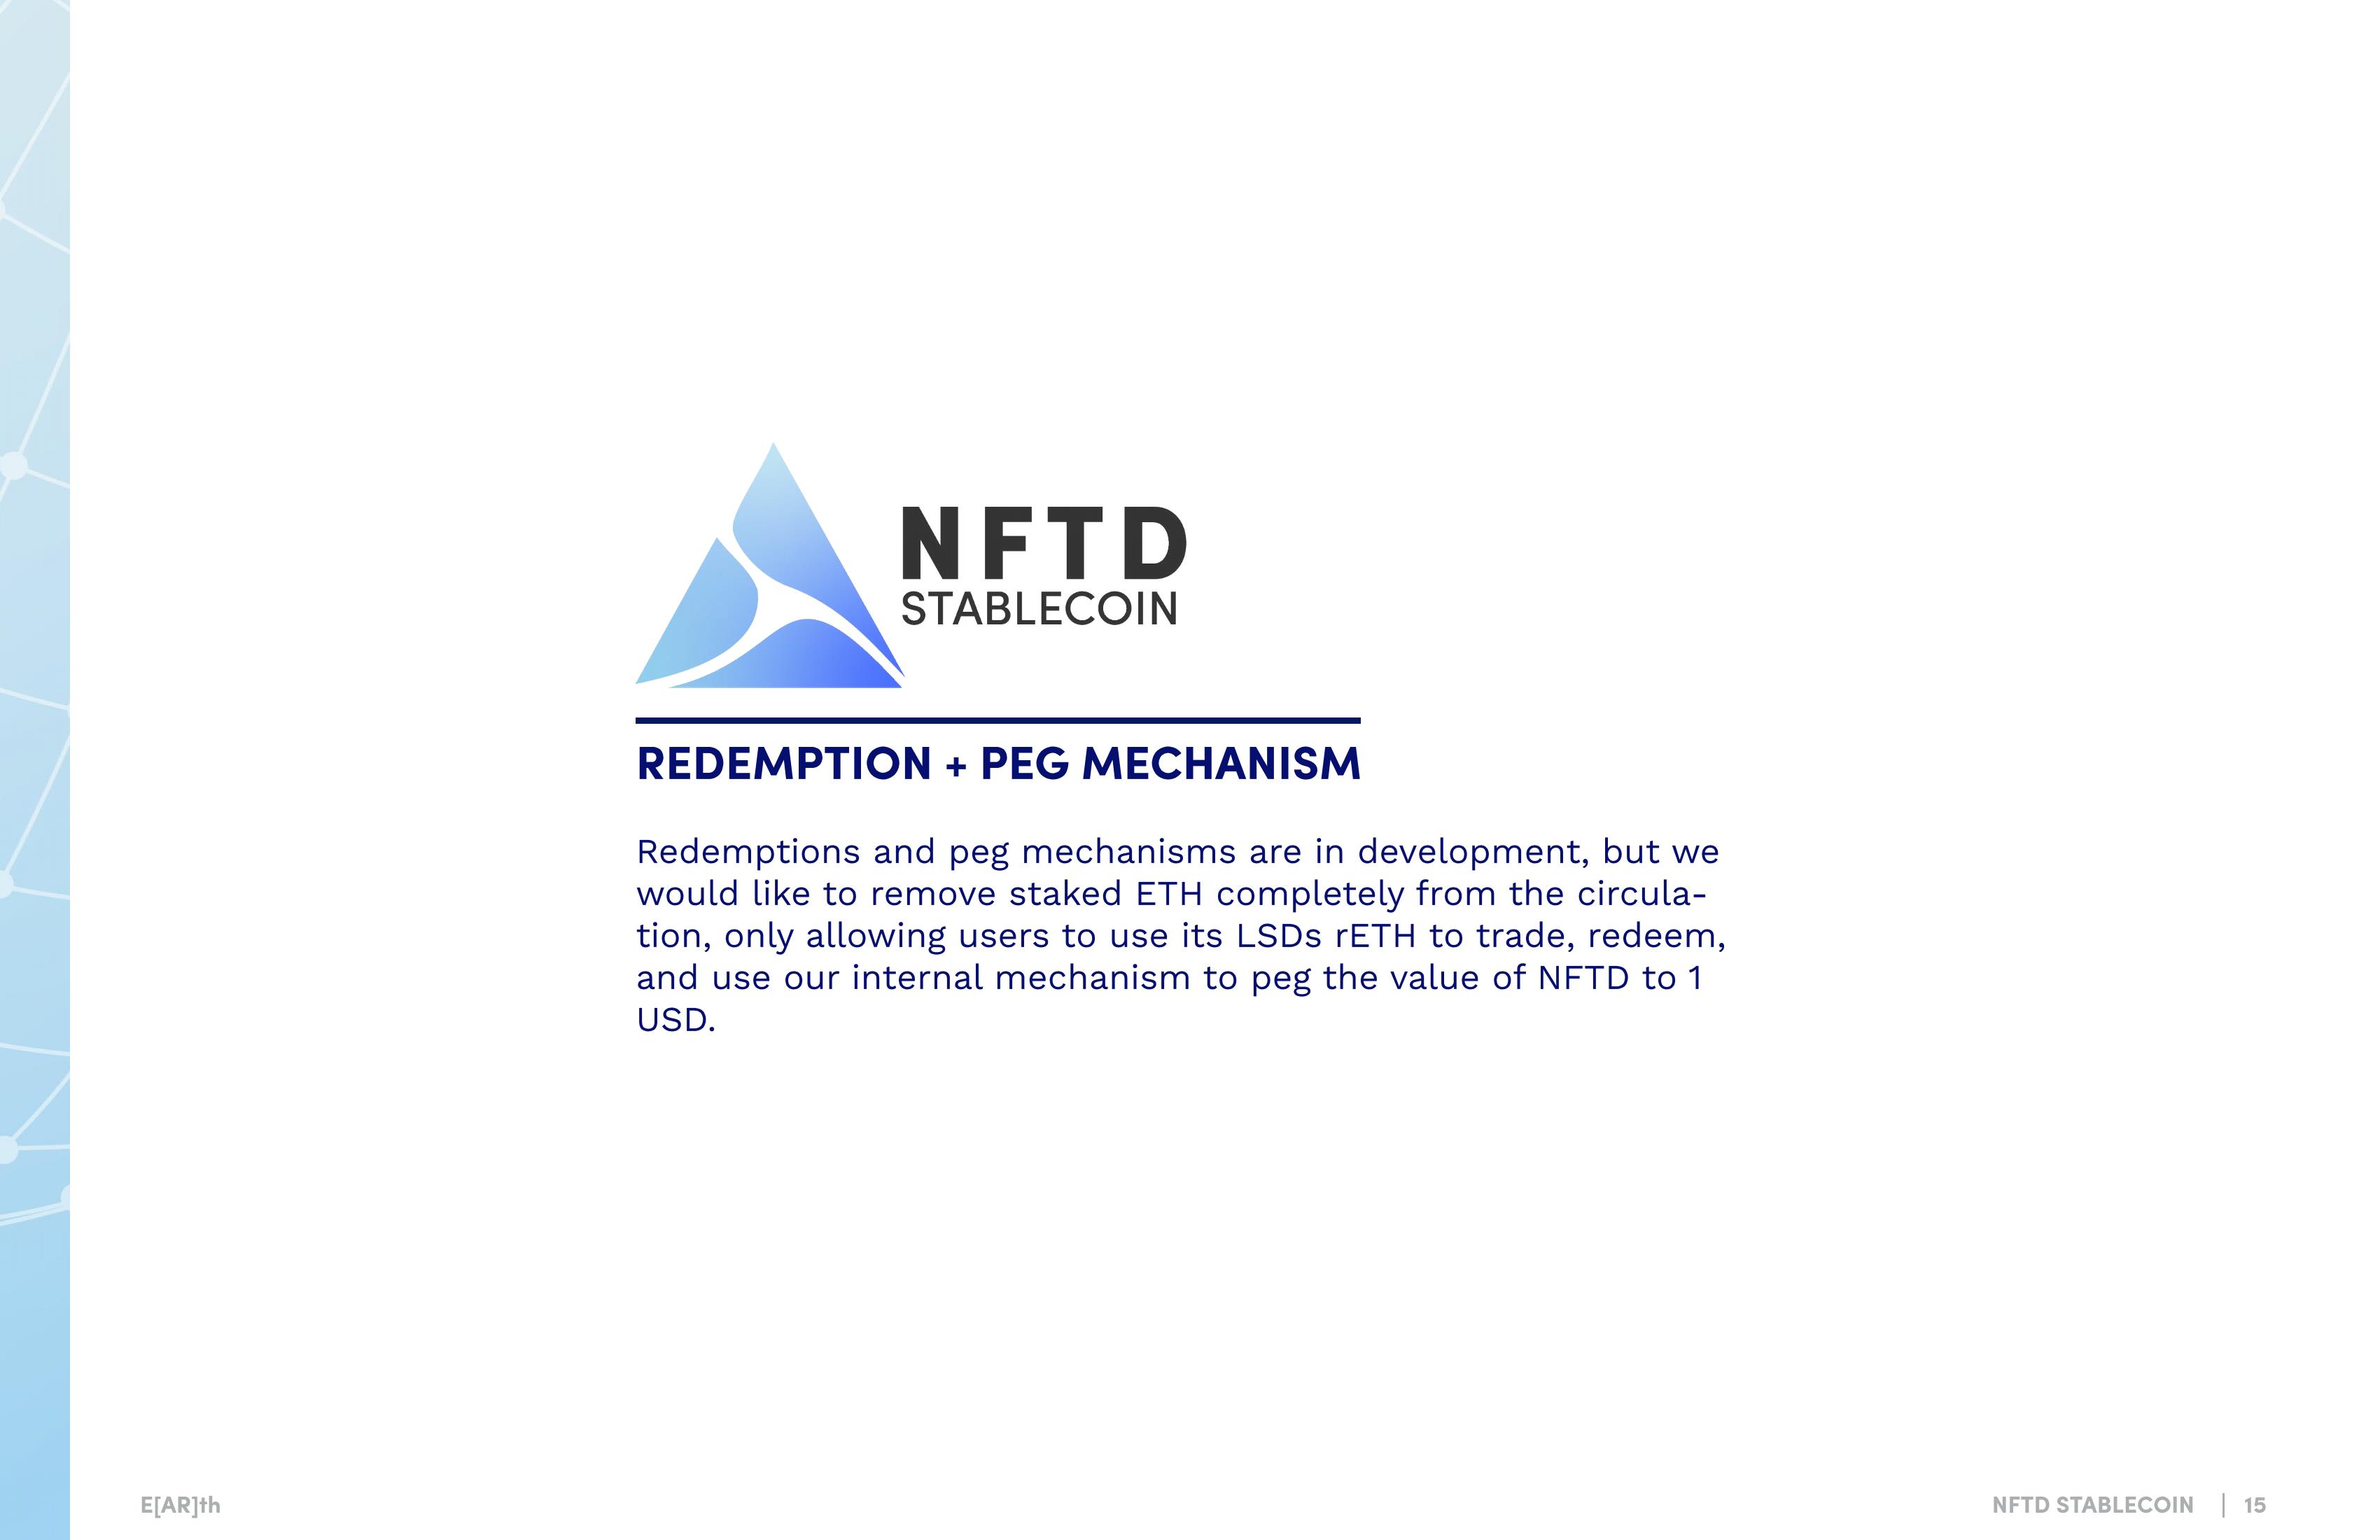 NFTD
STABLECOIN
REDEMPTION + PEG MECHANISM
Redemptions and peg mechanisms are in development, but we
would like to remove staked ETH completely from the circula-
tion, only allowing users to use its LSDs rETH to trade, redeem,
and use our internal mechanism to peg the value of NFTD to 1
USD.
E[AR]th
NFTD STABLECOIN | 15